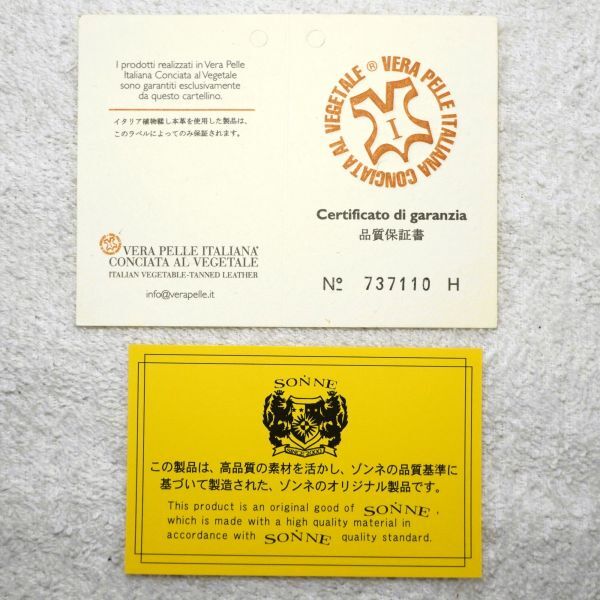 I prodotti realizzati in Vera Pelle
Italiana Conciata al Vegetale
sono garantiti esclusivamente
da questo cartellino.
イタリア植物鞣し本革を使用した製品は、
このラベルによってのみ保証されます。
VERA PELLE ITALIANA
CONCIATA AL VEGETALE
ITALIAN VEGETABLE-TANNED LEATHER
info@verapelle.it
VERA PELLE ITALIANA CONCIATA AL VEGETALE ®
I
Certificato di garanzia
品質保証書
Nº 737110 H
SONNE
SINCE 2000
この製品は、高品質の素材を活かし、ゾンネの品質基準に
基づいて製造された、ゾンネのオリジナル製品です。
This product is an original good of SONNE,
which is made with a high quality material in
accordance with SONNE quality standard.